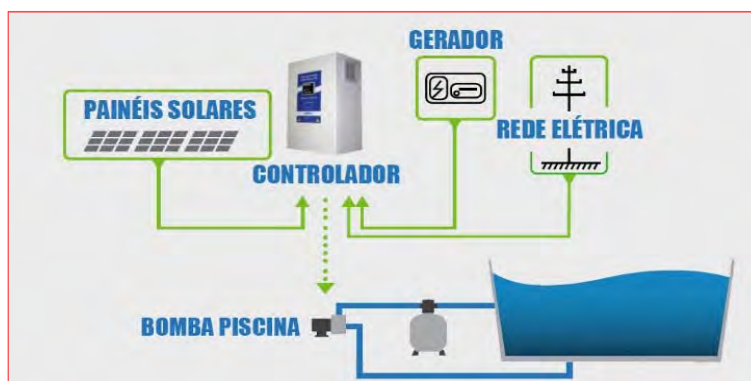 GERADOR
PAINÉIS SOLARES
REDE ELÉTRICA
CONTROLADOR
BOMBA PISCINA